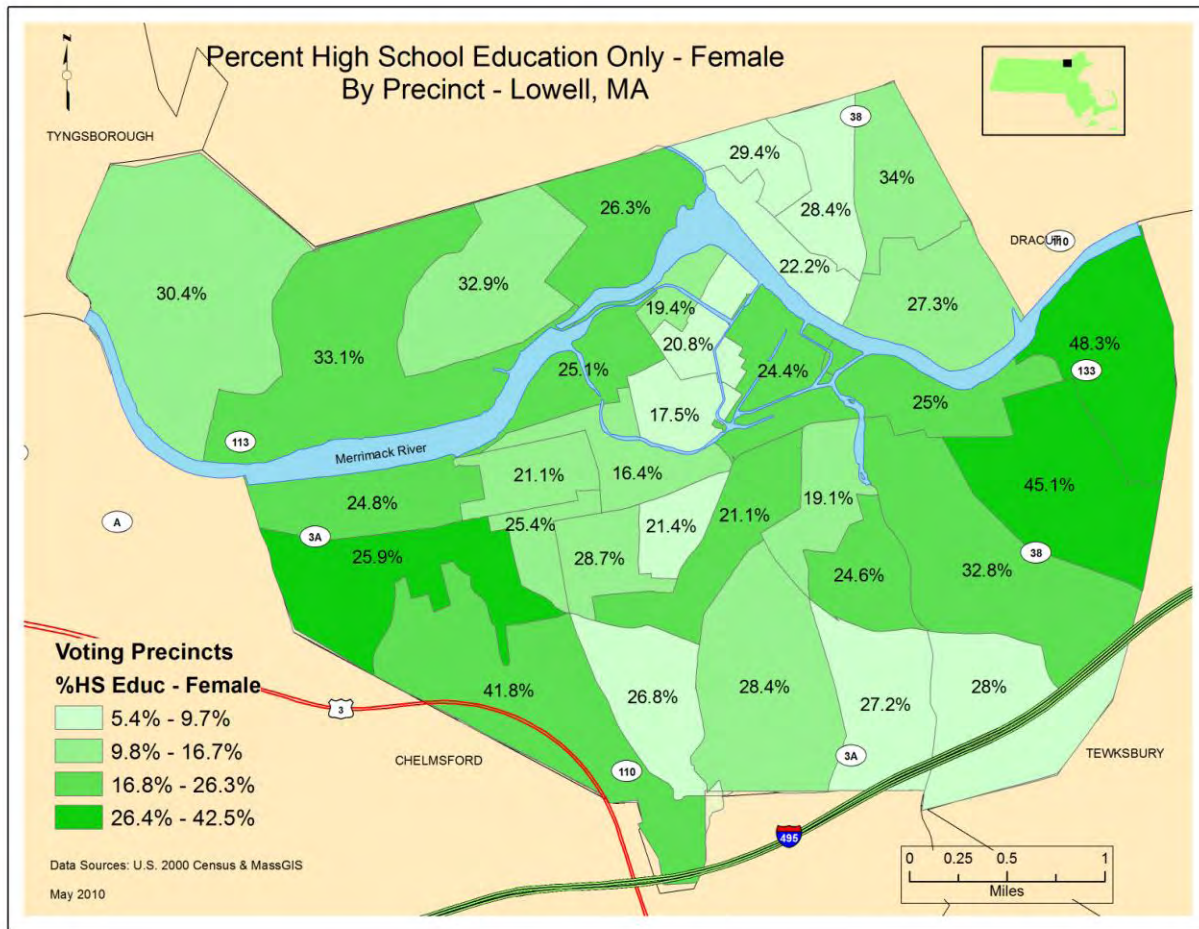 Percent High School Education Only - Female
By Precinct - Lowell, MA
N
TYNGSBOROUGH
38
29.4%
34%
26.3%
28.4%
DRACUT
110
22.2%
32.9%
30.4%
27.3%
19.4%
33.1%
20.8%
48.3%
25.1%
24.4%
133
25%
17.5%
113
Merrimack River
21.1%
16.4%
45.1%
24.8%
19.1%
A
25.4%
21.4%
21.1%
3A
25.9%
28.7%
38
24.6%
32.8%
Voting Precincts
%HS Educ - Female
5.4% - 9.7%
9.8% - 16.7%
16.8% - 26.3%
26.4% - 42.5%
41.8%
26.8%
28.4%
27.2%
28%
3
CHELMSFORD
110
3A
TEWKSBURY
495
Data Sources: U.S. 2000 Census & MassGIS
May 2010
0 0.25 0.5 1
Miles